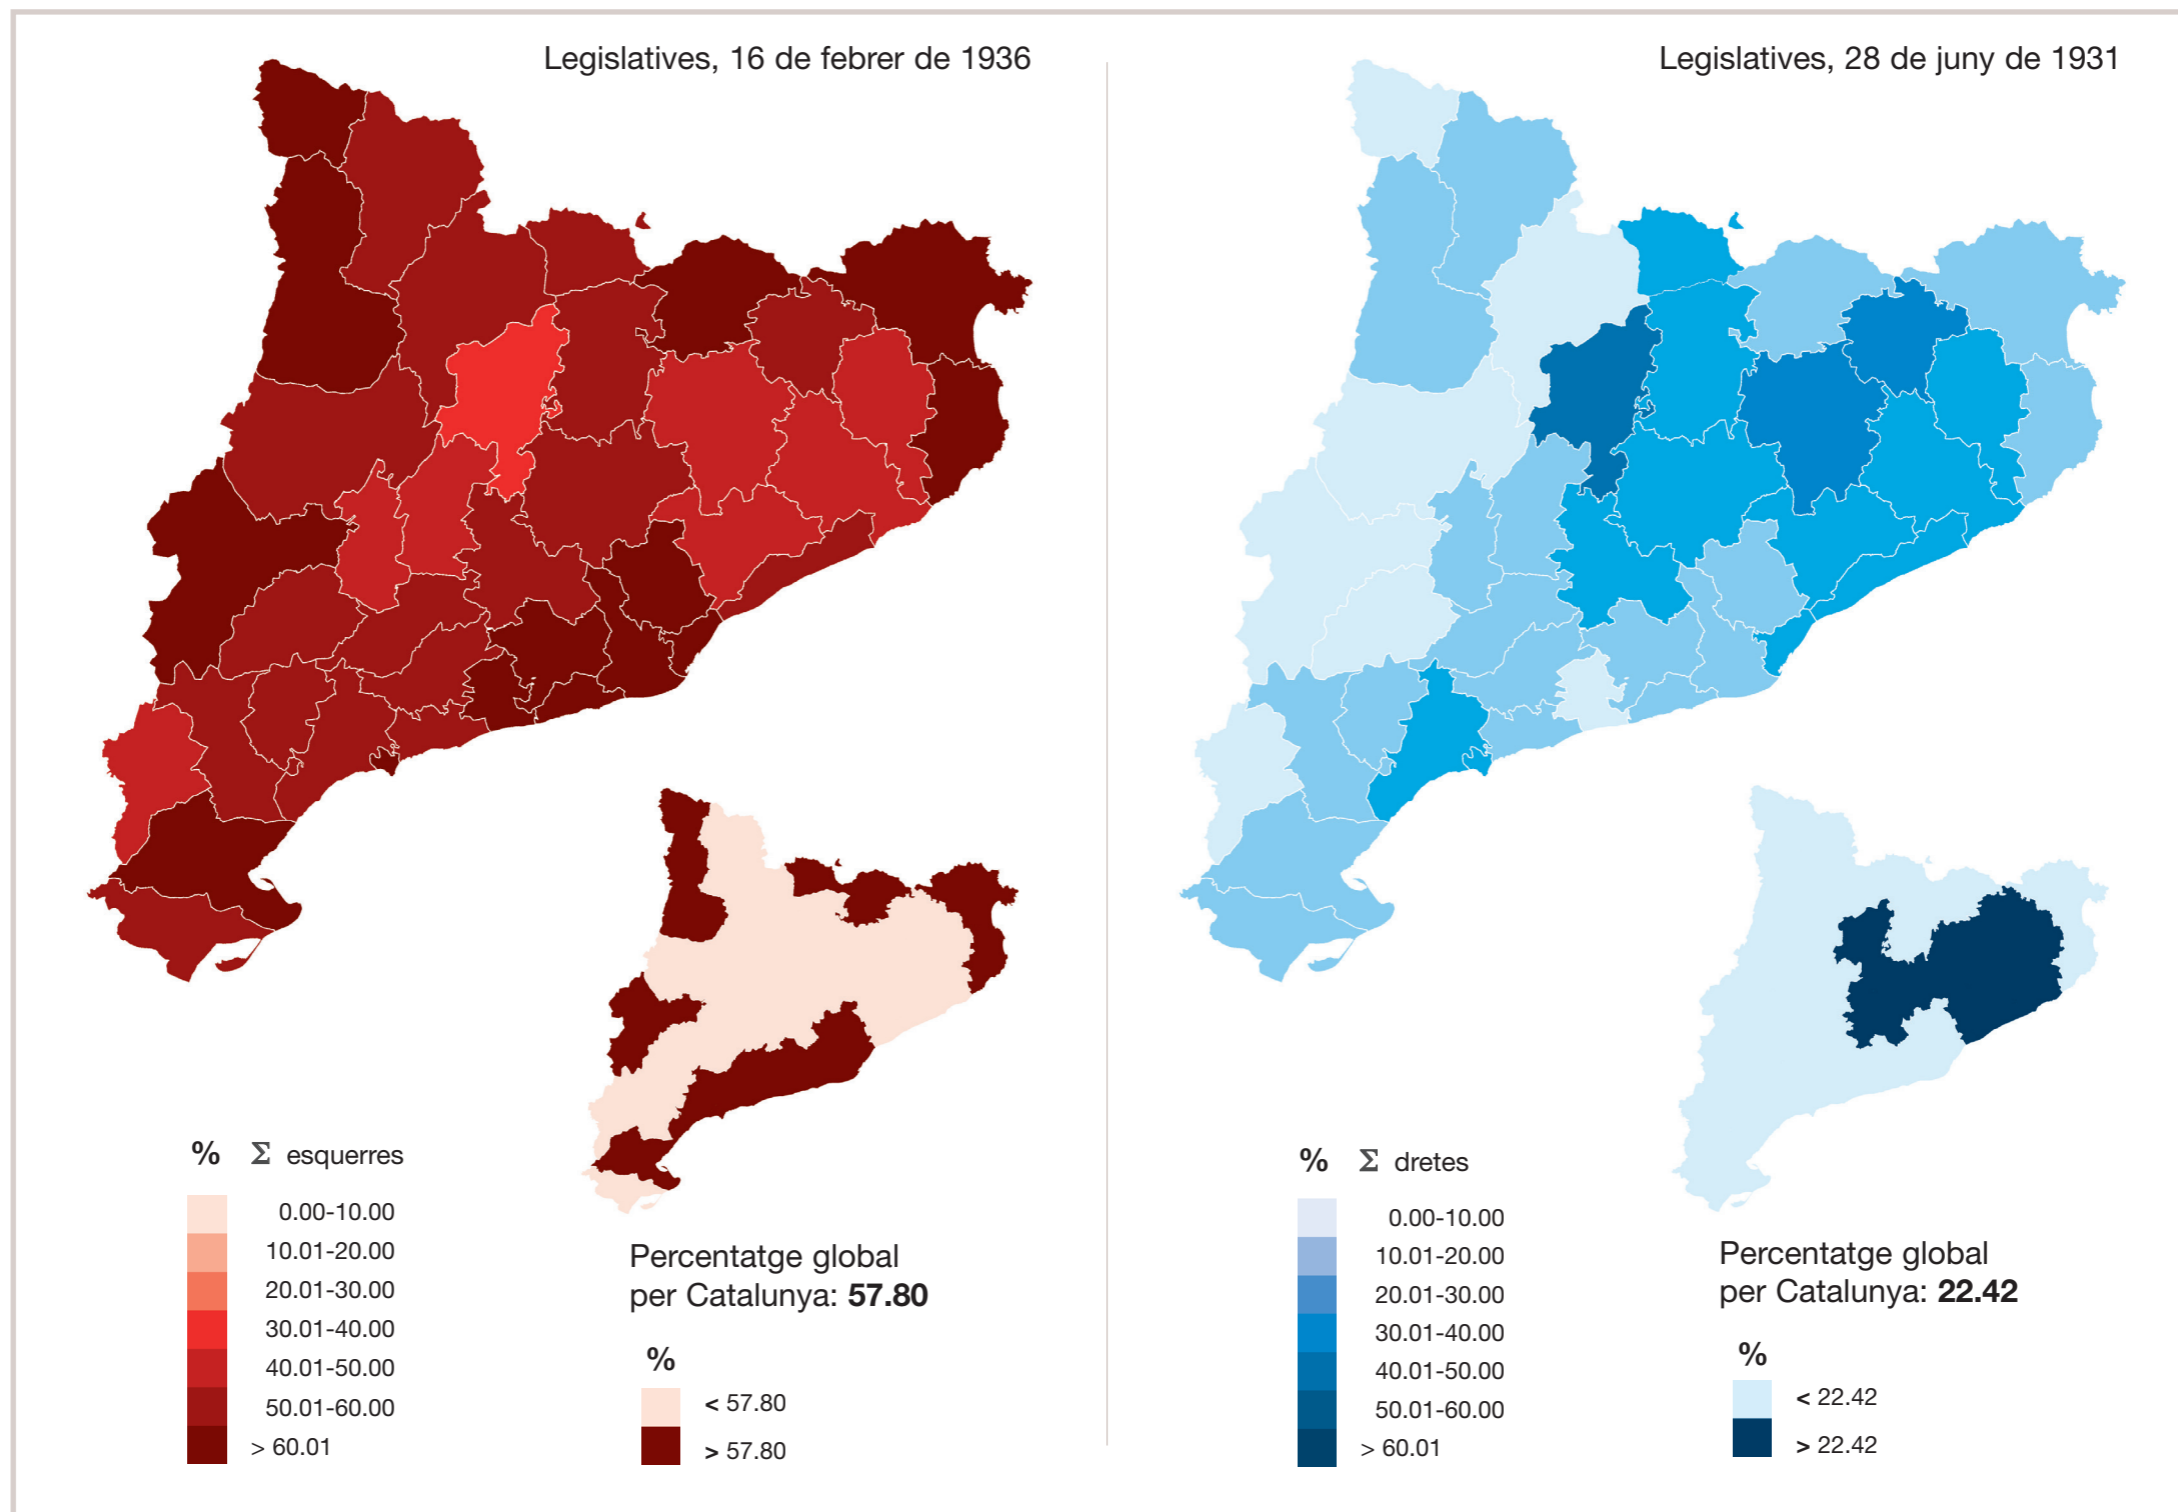 Legislatives, 16 de febrer de 1936
% Σ esquerres
0.00-10.00
10.01-20.00
20.01-30.00
30.01-40.00
40.01-50.00
50.01-60.00
> 60.01
Percentatge global
per Catalunya: 57.80
%
< 57.80
> 57.80
Legislatives, 28 de juny de 1931
% Σ dretes
0.00-10.00
10.01-20.00
20.01-30.00
30.01-40.00
40.01-50.00
50.01-60.00
> 60.01
Percentatge global
per Catalunya: 22.42
%
< 22.42
> 22.42